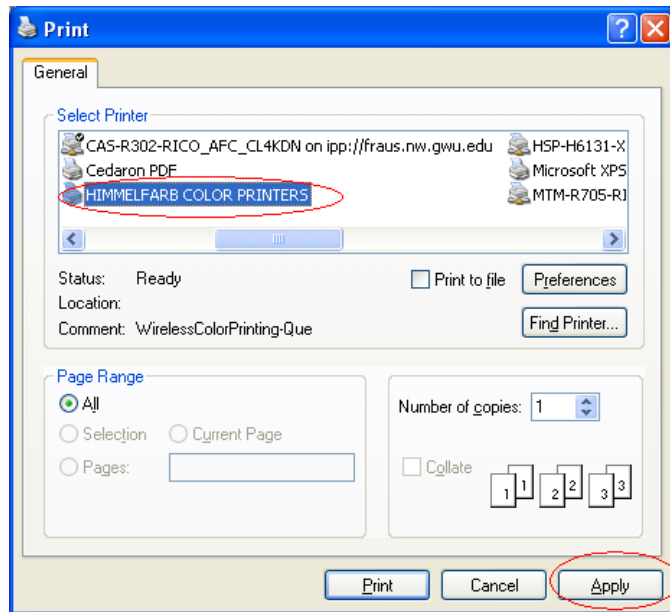 Print
General
Select Printer
CAS-R302-RICO_AFC_CL4KDN on ipp://fraus.nw.gwu.edu HSP-H6131-X
Cedaron PDF Microsoft XPS
HIMMELFARB COLOR PRINTERS MTM-R705-RI
Status: Ready Print to file Preferences
Location:
Comment: WirelessColorPrinting-Que Find Printer...
Page Range
All Number of copies: 1
Selection Current Page
Pages: Collate
1 1 2 2 3 3
Print Cancel Apply